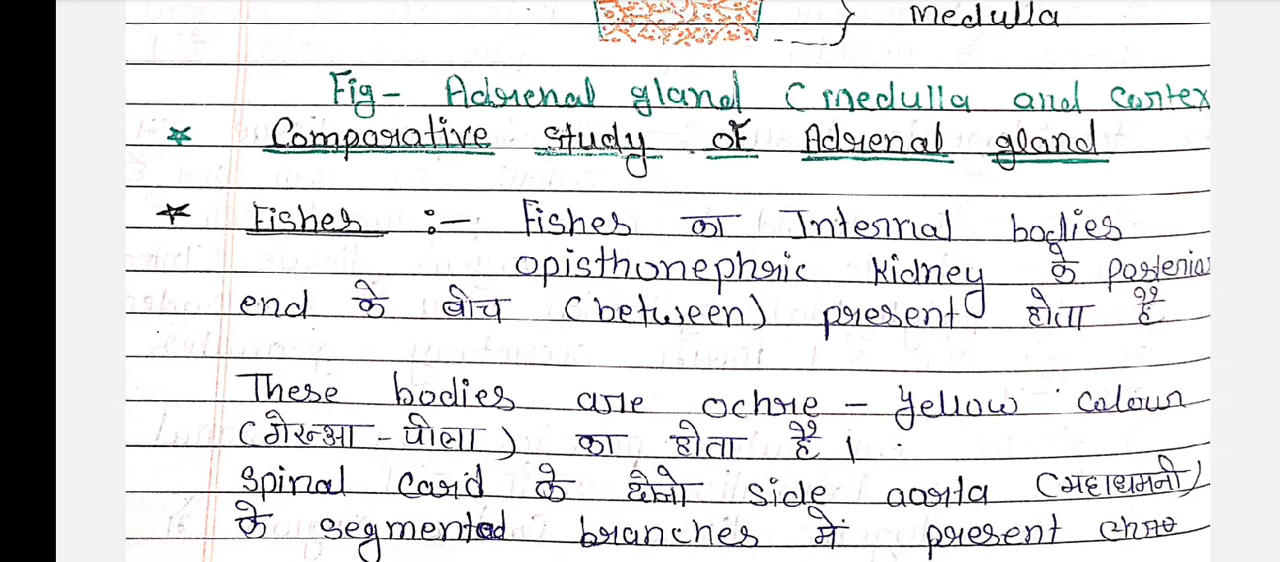 Medulla
Fig- Adrenal gland ( medulla and cortex
* Comparative study of Adrenal gland
* Fishes :- Fishes का Internal bodies
opisthonephric kidney के posterior
end के बीच (between) present होता है
These bodies are ochre - yellow colour
(गेरूआ - पीला) का होता है।
spinal card के दोनो side aorta (महाधमनी)
के segmented branches में present